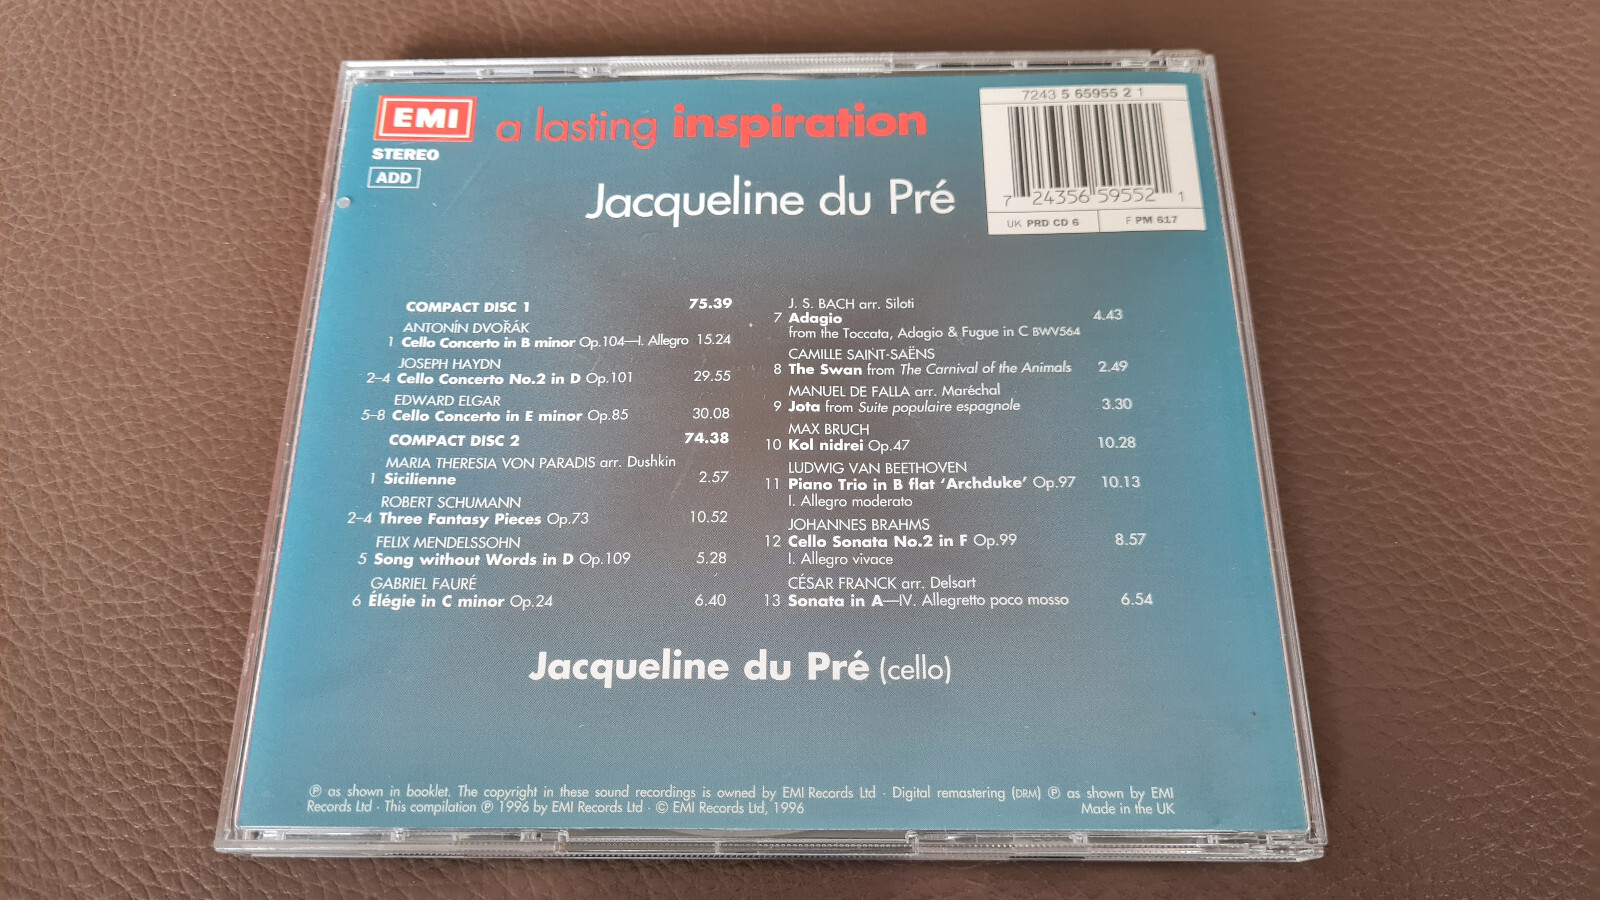 EMI
STEREO
ADD
a lasting inspiration
Jacqueline du Pré
7243 5 65955 2 1
7 24356 59552 1
UK PRD CD 6
F PM 617
COMPACT DISC 1 75.39
ANTONÍN DVOŘÁK
1 Cello Concerto in B minor Op.104—I. Allegro 15.24
JOSEPH HAYDN
2–4 Cello Concerto No.2 in D Op.101 29.55
EDWARD ELGAR
5–8 Cello Concerto in E minor Op.85 30.08
COMPACT DISC 2 74.38
MARIA THERESIA VON PARADIS arr. Dushkin
1 Sicilienne 2.57
ROBERT SCHUMANN
2–4 Three Fantasy Pieces Op.73 10.52
FELIX MENDELSSOHN
5 Song without Words in D Op.109 5.28
GABRIEL FAURÉ
6 Élégie in C minor Op.24 6.40
J. S. BACH arr. Siloti
7 Adagio 4.43
from the Toccata, Adagio & Fugue in C BWV564
CAMILLE SAINT-SAËNS
8 The Swan from The Carnival of the Animals 2.49
MANUEL DE FALLA arr. Maréchal
9 Jota from Suite populaire espagnole 3.30
MAX BRUCH
10 Kol nidrei Op.47 10.28
LUDWIG VAN BEETHOVEN
11 Piano Trio in B flat ‘Archduke’ Op.97 10.13
I. Allegro moderato
JOHANNES BRAHMS
12 Cello Sonata No.2 in F Op.99 8.57
I. Allegro vivace
CÉSAR FRANCK arr. Delsart
13 Sonata in A—IV. Allegretto poco mosso 6.54
Jacqueline du Pré (cello)
℗ as shown in booklet. The copyright in these sound recordings is owned by EMI Records Ltd · Digital remastering (DRM) ℗ as shown by EMI
Records Ltd · This compilation ℗ 1996 by EMI Records Ltd · © EMI Records Ltd, 1996 Made in the UK